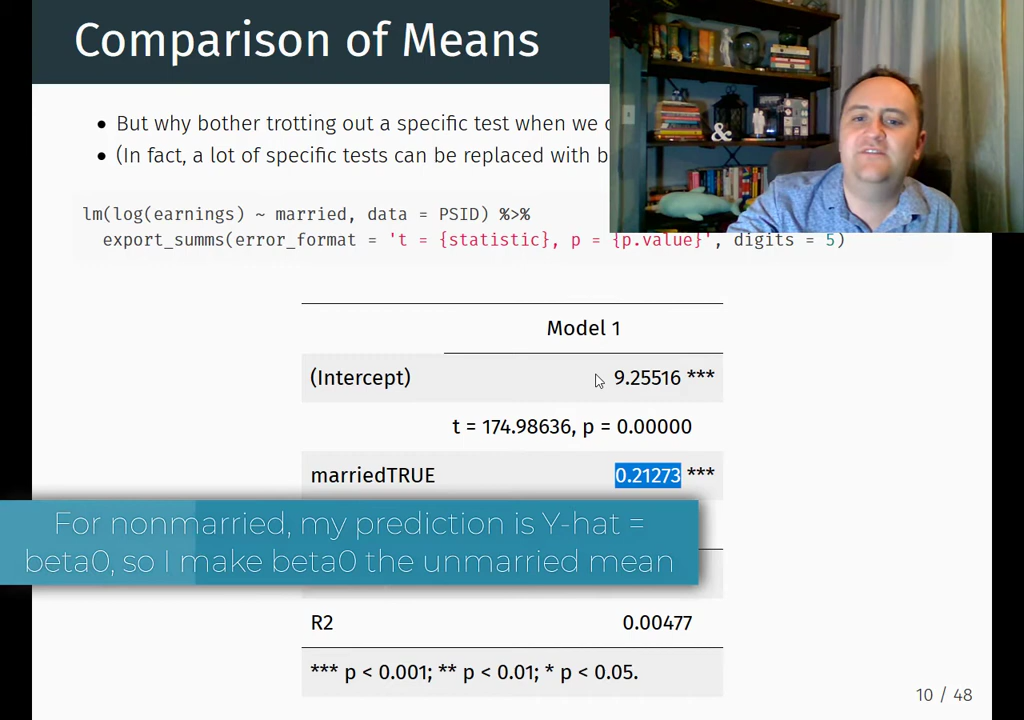 Comparison of Means
• But why bother trotting out a specific test when we
• (In fact, a lot of specific tests can be replaced with
lm(log(earnings) ~ married, data = PSID) %>%
export_summs(error_format = 't = {statistic}, p = {p.value}', digits = 5)
Model 1
(Intercept) 9.25516 ***
t = 174.98636, p = 0.00000
marriedTRUE 0.21273 ***
For nonmarried, my prediction is Y-hat =
beta0, so I make beta0 the unmarried mean
R2 0.00477
*** p < 0.001; ** p < 0.01; * p < 0.05.
10 / 48
&